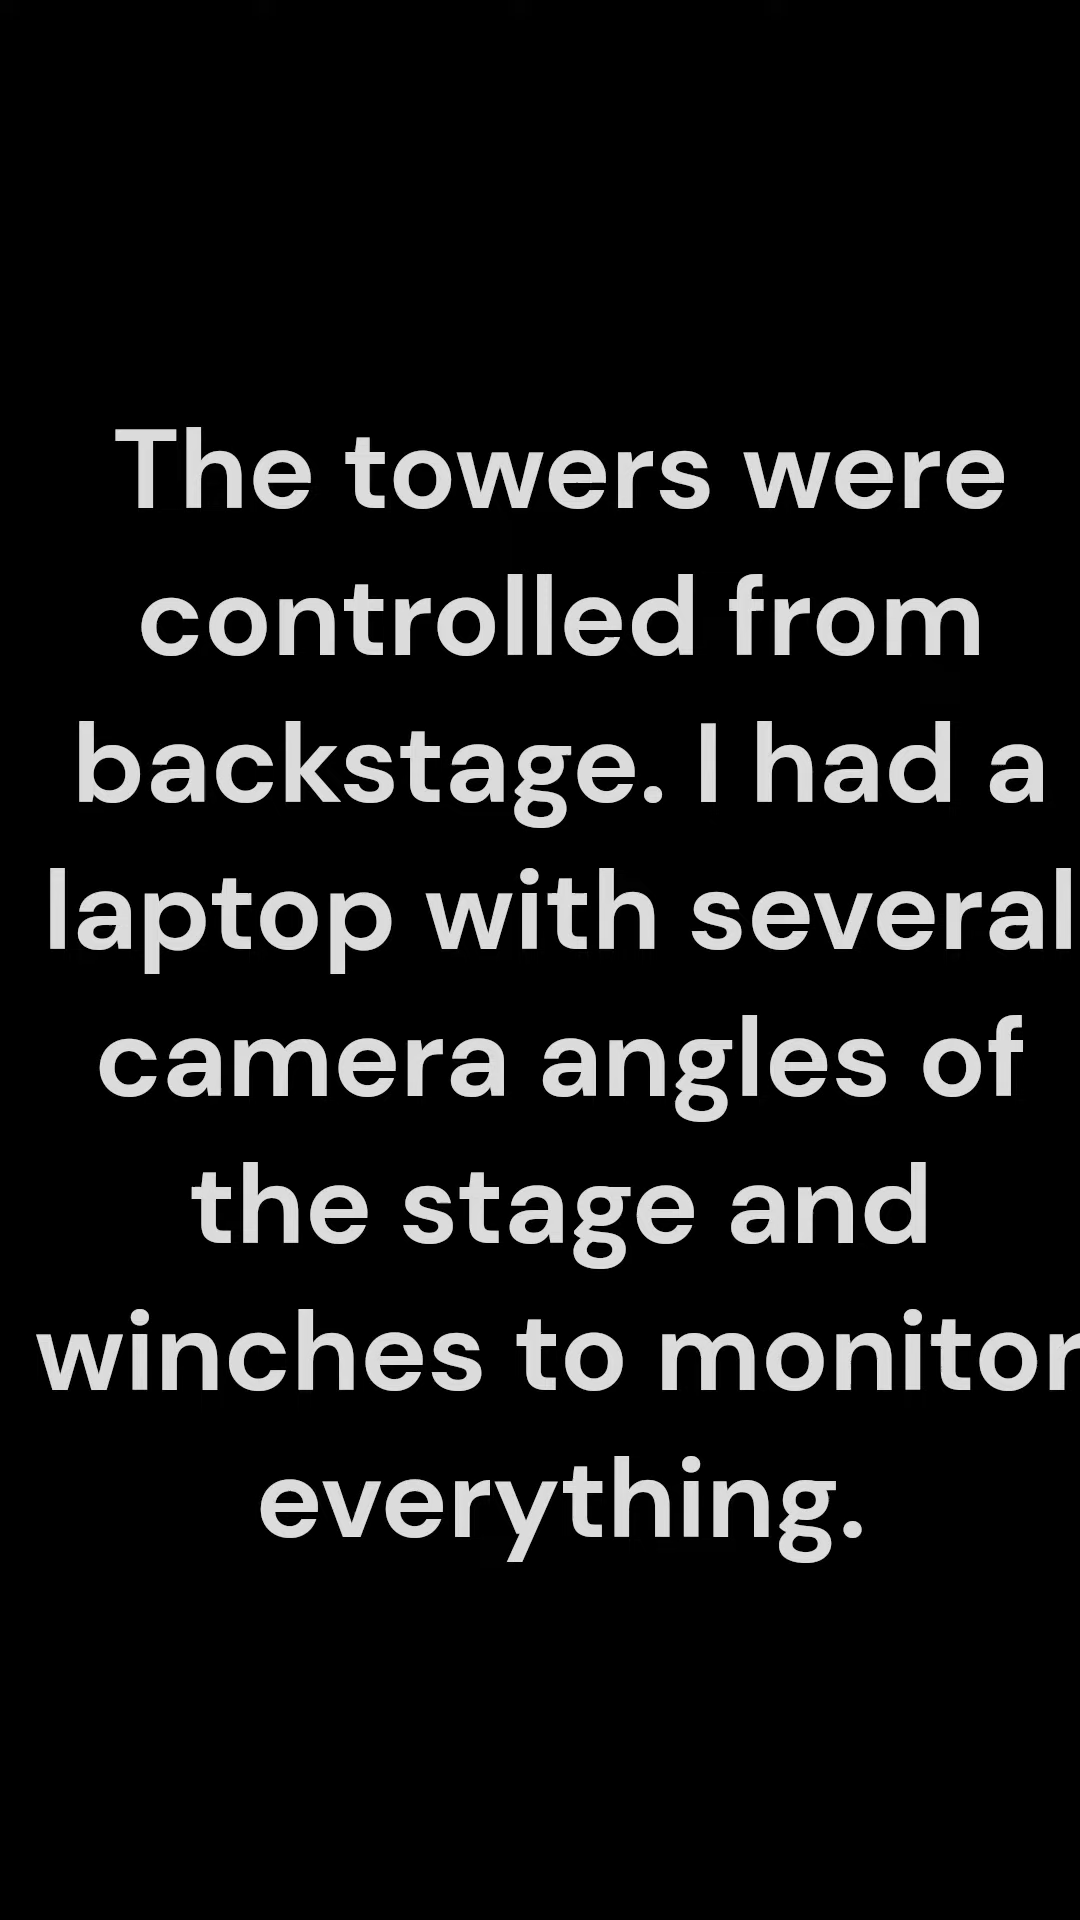 The towers were
controlled from
backstage. I had a
laptop with several
camera angles of
the stage and
winches to monitor
everything.